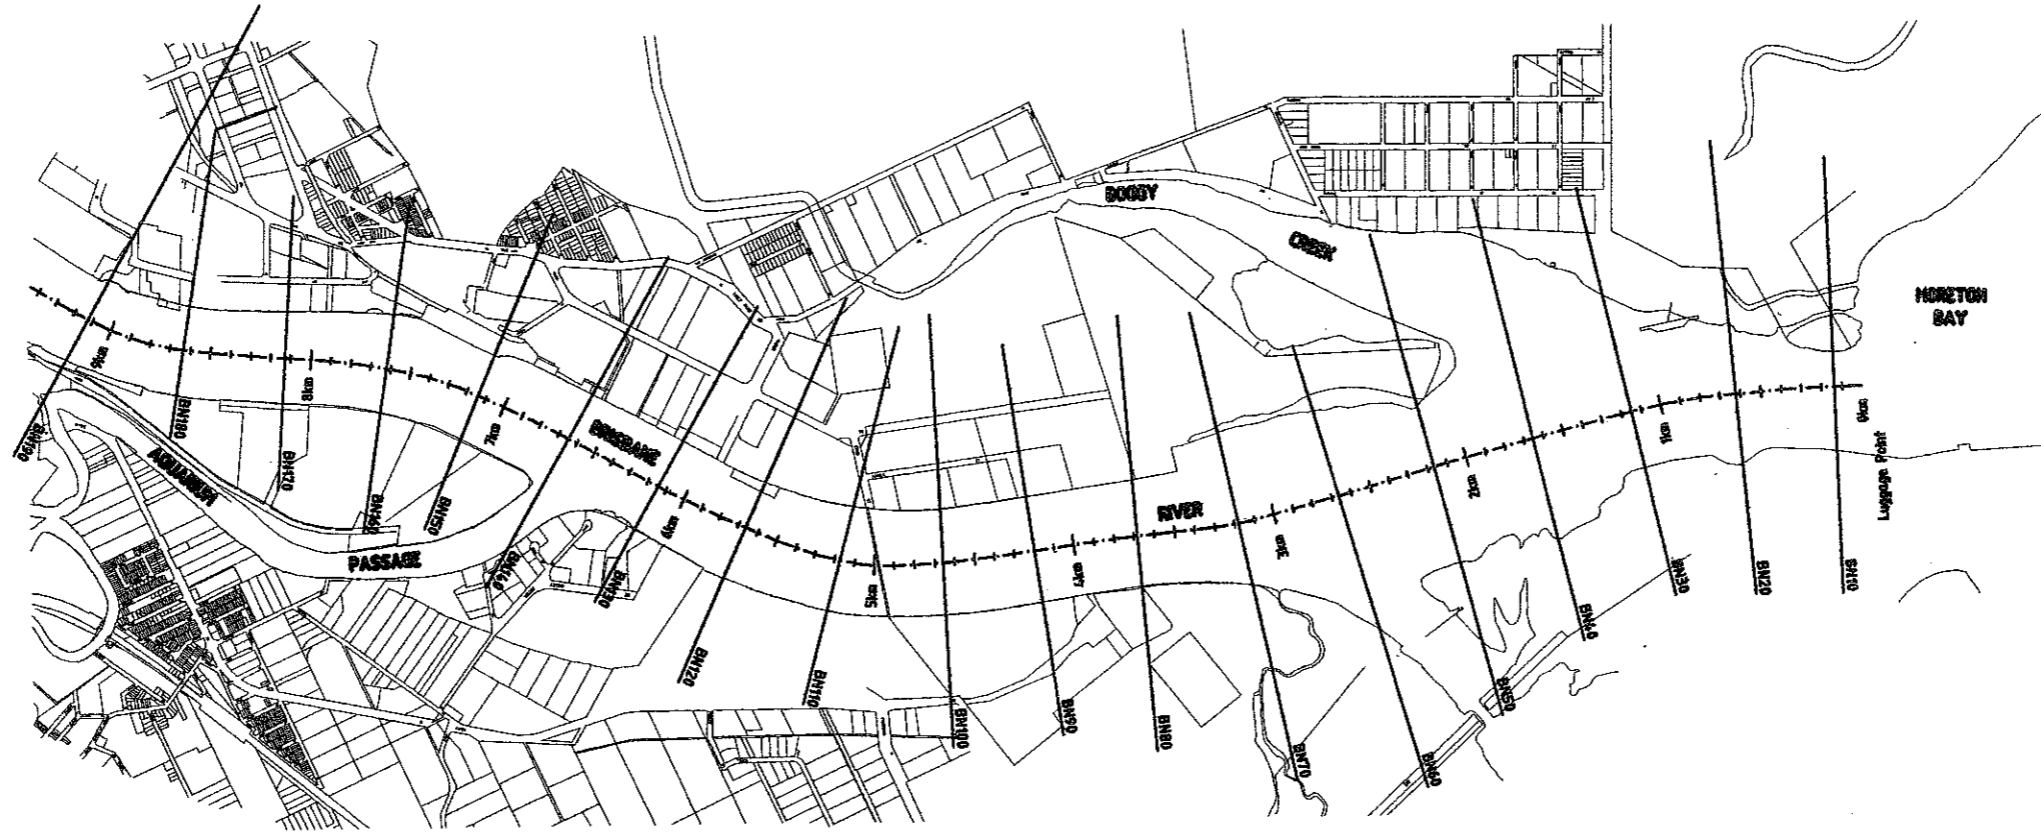 BOGGY
CREEK
MORETON
BAY
BRISBANE
RIVER
AQUARIUM
PASSAGE
Luggage Point
0km
1km
2km
3km
4km
5km
6km
7km
8km
9km
BN190
BN180
BN170
BN160
BN150
BN140
BN130
BN120
BN110
BN100
BN90
BN80
BN70
BN60
BN50
BN40
BN30
BN20
BN10